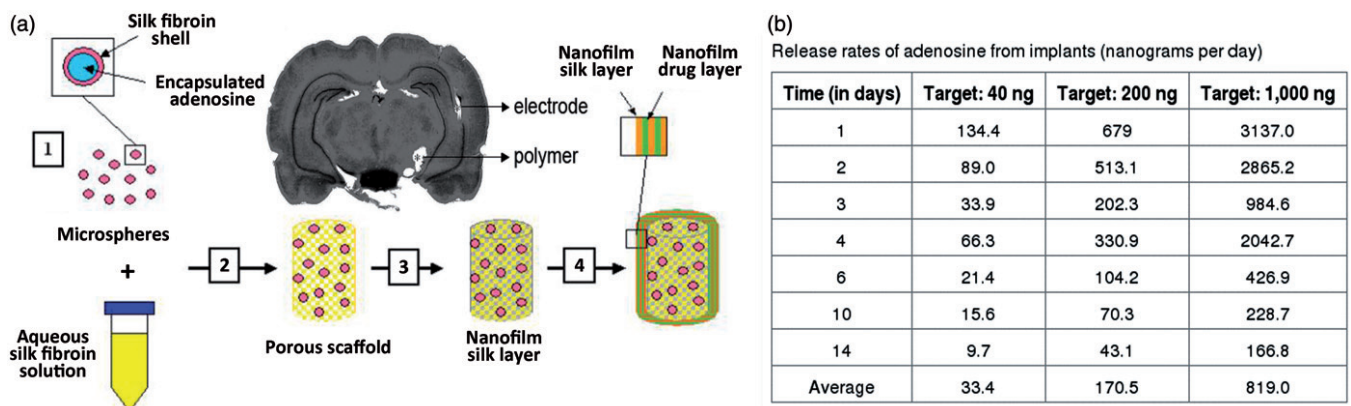 (a)
Silk fibroin
shell
Encapsulated
adenosine
1
Microspheres
+
Aqueous
silk fibroin
solution
2
Porous scaffold
3
Nanofilm
silk layer
4
electrode
*
polymer
Nanofilm
silk layer
Nanofilm
drug layer
(b)
Release rates of adenosine from implants (nanograms per day)
Time (in days) Target: 40 ng Target: 200 ng Target: 1,000 ng
1 134.4 679 3137.0
2 89.0 513.1 2865.2
3 33.9 202.3 984.6
4 66.3 330.9 2042.7
6 21.4 104.2 426.9
10 15.6 70.3 228.7
14 9.7 43.1 166.8
Average 33.4 170.5 819.0